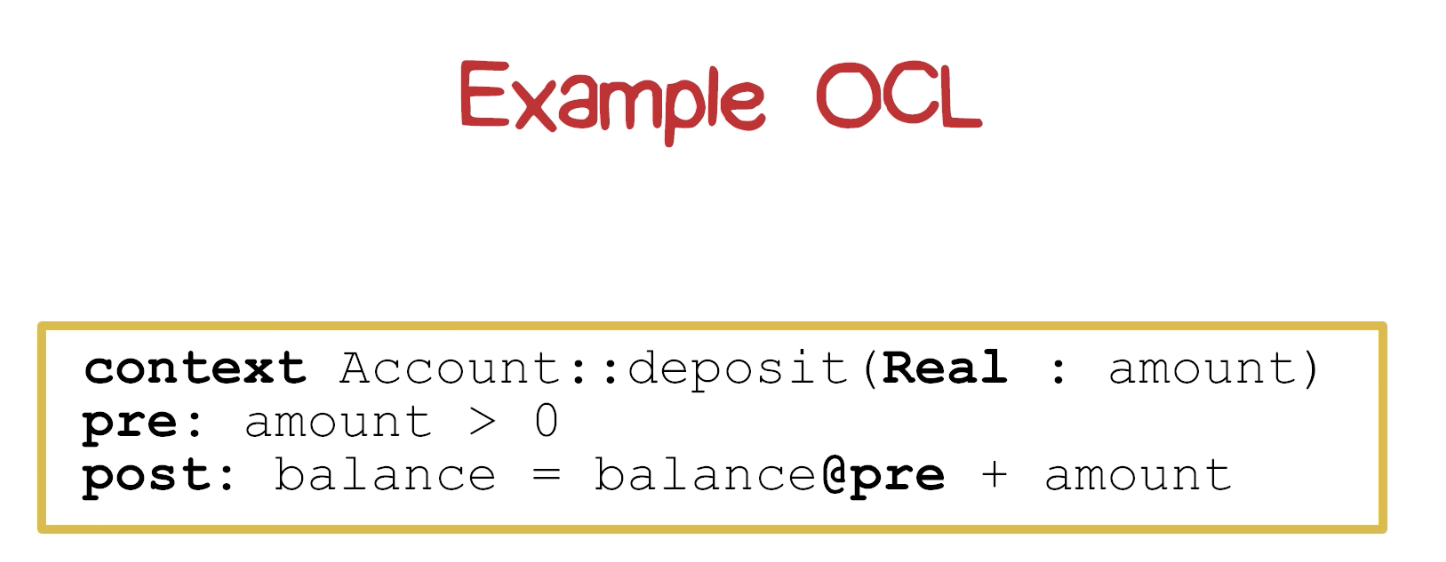 Example OCL
context Account::deposit(Real : amount)
pre: amount > 0
post: balance = balance@pre + amount